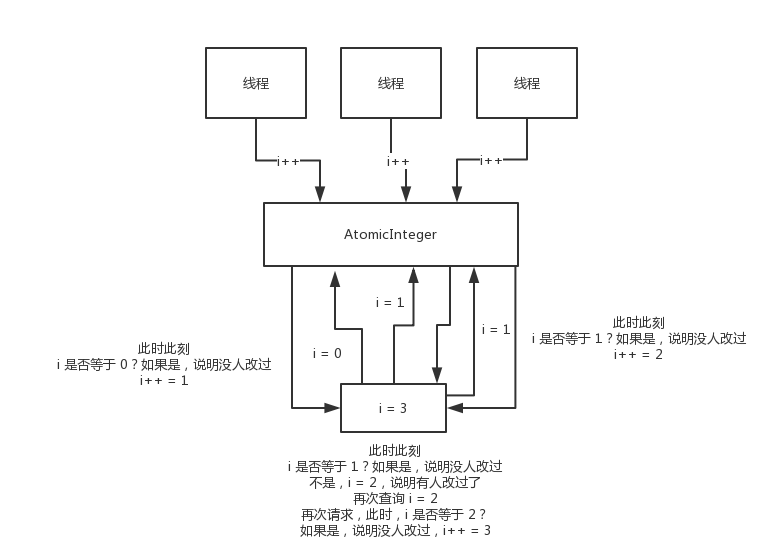 线程
线程
线程
i++
i++
i++
AtomicInteger
i = 1
i = 0
i = 1
此时此刻
i 是否等于 0？如果是，说明没人改过
i++ = 1
此时此刻
i 是否等于 1？如果是，说明没人改过
i++ = 2
i = 3
此时此刻
i 是否等于 1？如果是，说明没人改过
不是，i = 2，说明有人改过了
再次查询 i = 2
再次请求，此时，i 是否等于 2？
如果是，说明没人改过，i++ = 3